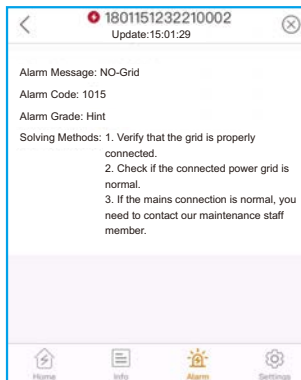 1801151232210002
Update:15:01:29
Alarm Message: NO-Grid
Alarm Code: 1015
Alarm Grade: Hint
Solving Methods: 1. Verify that the grid is properly
connected.
2. Check if the connected power grid is
normal.
3. If the mains connection is normal, you
need to contact our maintenance staff
member.
Home Info Alarm Settings